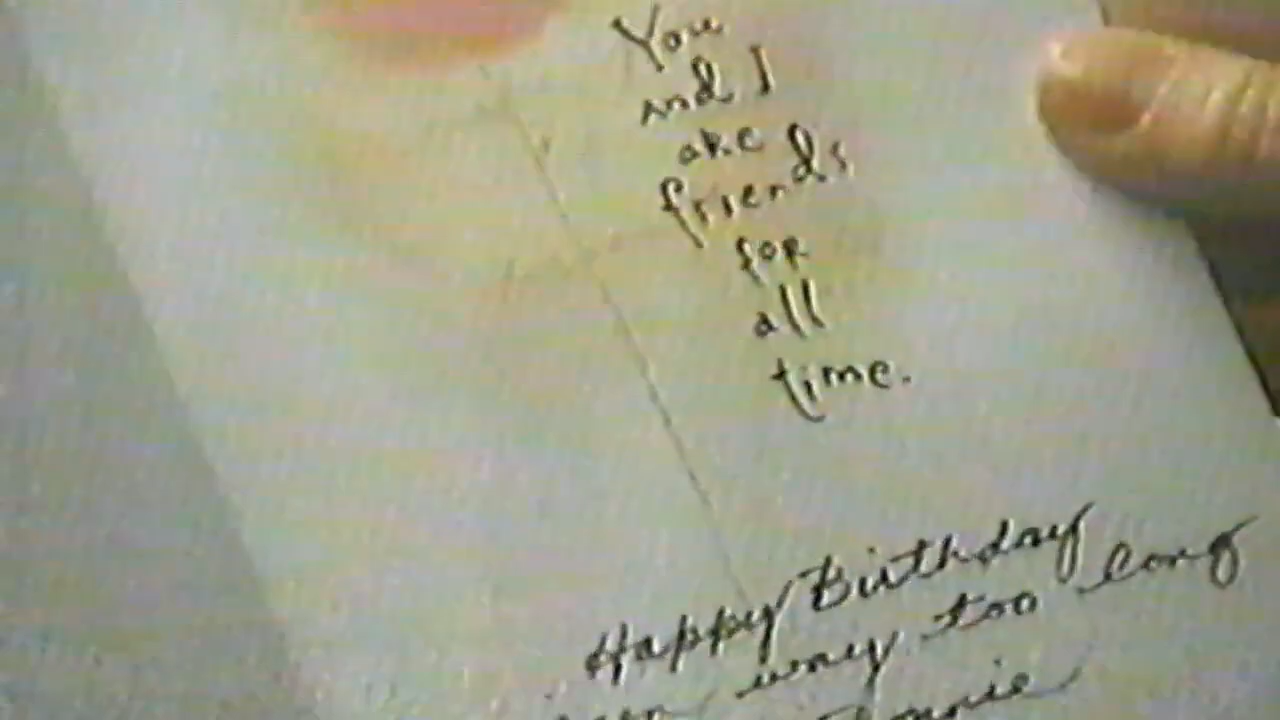 You
and I
are
friends
for
all
time.
Happy Birthday
way too long